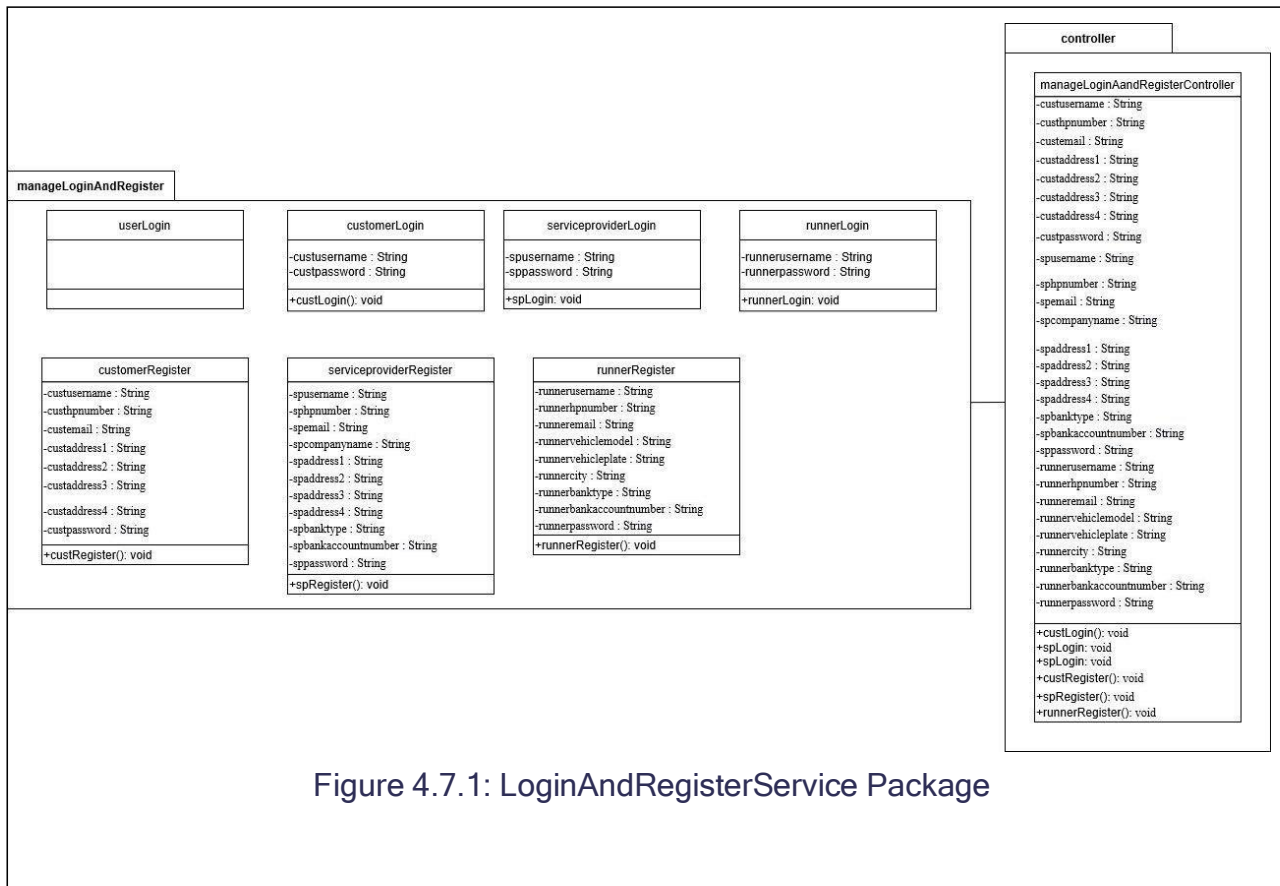 controller
manageLoginAandRegisterController
-custusername : String
-custhpnumber : String
-custemail : String
-custaddress1 : String
-custaddress2 : String
-custaddress3 : String
-custaddress4 : String
-custpassword : String
-spusername : String
-sphpnumber : String
-spemail : String
-spcompanyname : String
-spaddress1 : String
-spaddress2 : String
-spaddress3 : String
-spaddress4 : String
-spbanktype : String
-spbankaccountnumber : String
-sppassword : String
-runnerusername : String
-runnerhpnumber : String
-runneremail : String
-runnervehiclemodel : String
-runnervehicleplate : String
-runnercity : String
-runnerbanktype : String
-runnerbankaccountnumber : String
-runnerpassword : String
+custLogin(): void
+spLogin: void
+spLogin: void
+custRegister(): void
+spRegister(): void
+runnerRegister(): void
manageLoginAndRegister
userLogin
customerLogin
-custusername : String
-custpassword : String
+custLogin(): void
serviceproviderLogin
-spusername : String
-sppassword : String
+spLogin: void
runnerLogin
-runnerusername : String
-runnerpassword : String
+runnerLogin: void
customerRegister
-custusername : String
-custhpnumber : String
-custemail : String
-custaddress1 : String
-custaddress2 : String
-custaddress3 : String
-custaddress4 : String
-custpassword : String
+custRegister(): void
serviceproviderRegister
-spusername : String
-sphpnumber : String
-spemail : String
-spcompanyname : String
-spaddress1 : String
-spaddress2 : String
-spaddress3 : String
-spaddress4 : String
-spbanktype : String
-spbankaccountnumber : String
-sppassword : String
+spRegister(): void
runnerRegister
-runnerusername : String
-runnerhpnumber : String
-runneremail : String
-runnervehiclemodel : String
-runnervehicleplate : String
-runnercity : String
-runnerbanktype : String
-runnerbankaccountnumber : String
-runnerpassword : String
+runnerRegister(): void
Figure 4.7.1: LoginAndRegisterService Package